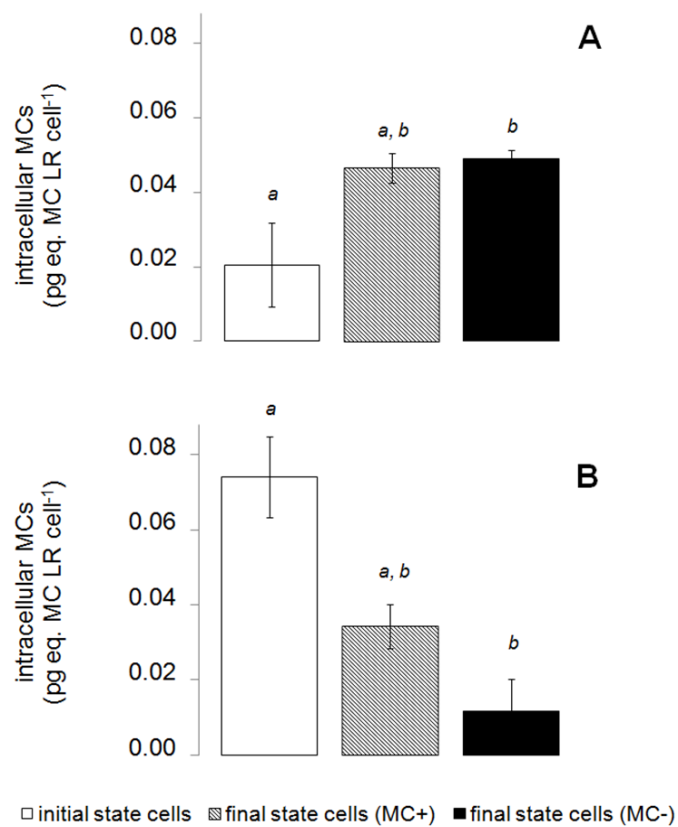 A
0.08
0.06
0.04
0.02
0.00
intracellular MCs
(pg eq. MC LR cell-1)
a
a, b
b
B
0.08
0.06
0.04
0.02
0.00
intracellular MCs
(pg eq. MC LR cell-1)
a
a, b
b
initial state cells final state cells (MC+) final state cells (MC-)